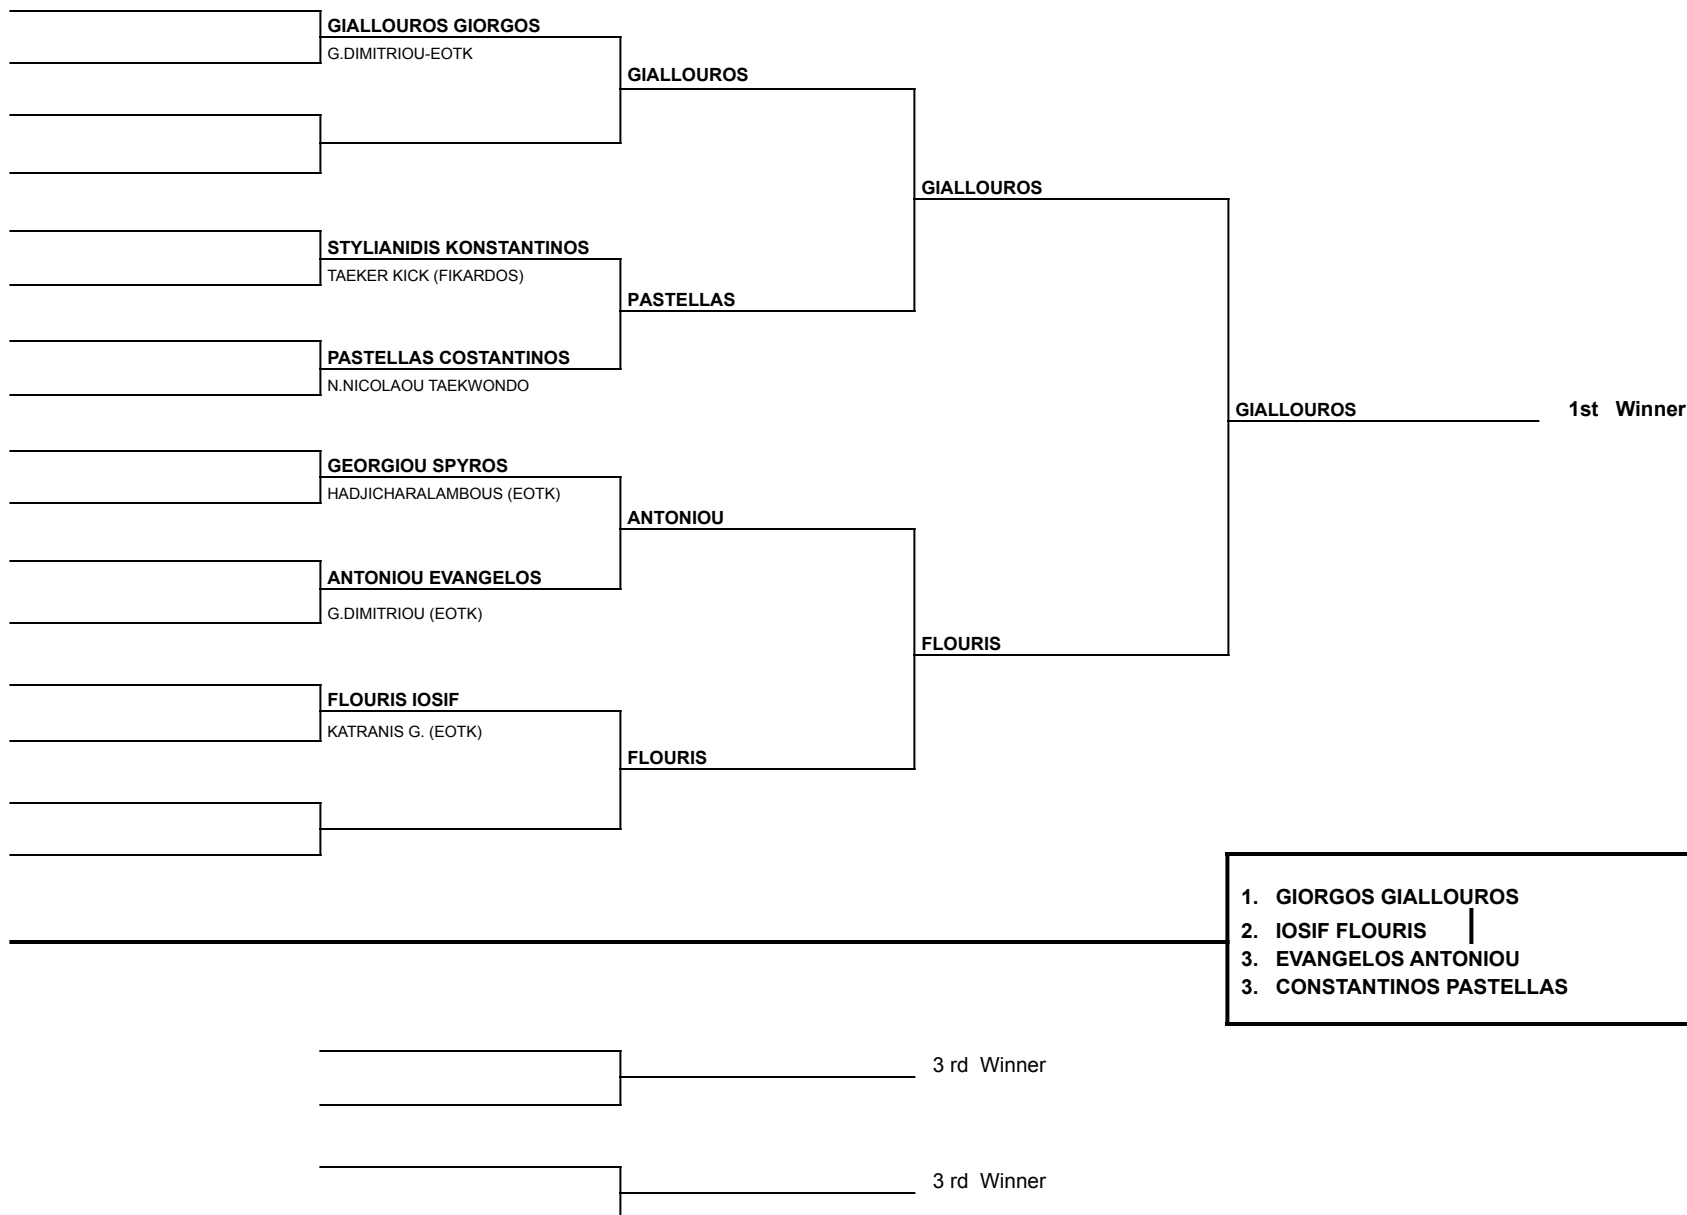 GIALLOUROS GIORGOS
G.DIMITRIOU-EOTK
GIALLOUROS
GIALLOUROS
STYLIANIDIS KONSTANTINOS
TAEKER KICK (FIKARDOS)
PASTELLAS
PASTELLAS COSTANTINOS
N.NICOLAOU TAEKWONDO
GIALLOUROS
1st Winner
GEORGIOU SPYROS
HADJICHARALAMBOUS (EOTK)
ANTONIOU
ANTONIOU EVANGELOS
G.DIMITRIOU (EOTK)
FLOURIS
FLOURIS IOSIF
KATRANIS G. (EOTK)
FLOURIS
1. GIORGOS GIALLOUROS
2. IOSIF FLOURIS
3. EVANGELOS ANTONIOU
3. CONSTANTINOS PASTELLAS
3 rd Winner
3 rd Winner